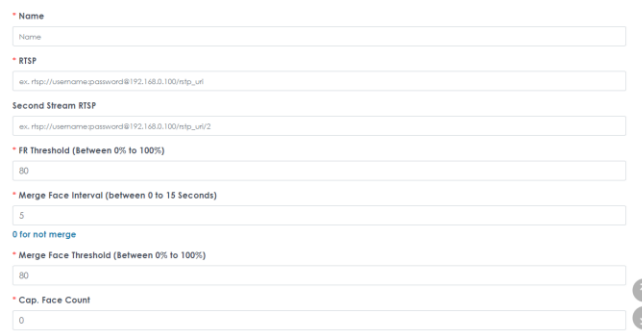 * Name
Name
* RTSP
ex. rtsp://username:password@192.168.0.100/rstp_url
Second Stream RTSP
ex. rtsp://username:password@192.168.0.100/rstp_url/2
* FR Threshold (Between 0% to 100%)
80
* Merge Face Interval (between 0 to 15 Seconds)
5
0 for not merge
* Merge Face Threshold (Between 0% to 100%)
80
* Cap. Face Count
0